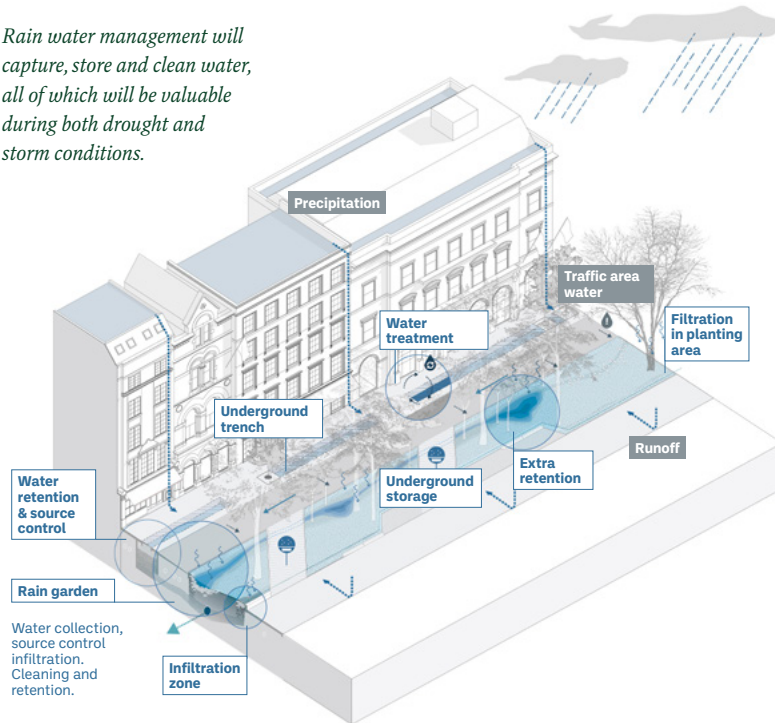 Rain water management will
capture, store and clean water,
all of which will be valuable
during both drought and
storm conditions.
Precipitation
Traffic area
water
Filtration
in planting
area
Water
treatment
Underground
trench
Runoff
Extra
retention
Underground
storage
Water
retention
& source
control
Rain garden
Water collection,
source control
infiltration.
Cleaning and
retention.
Infiltration
zone